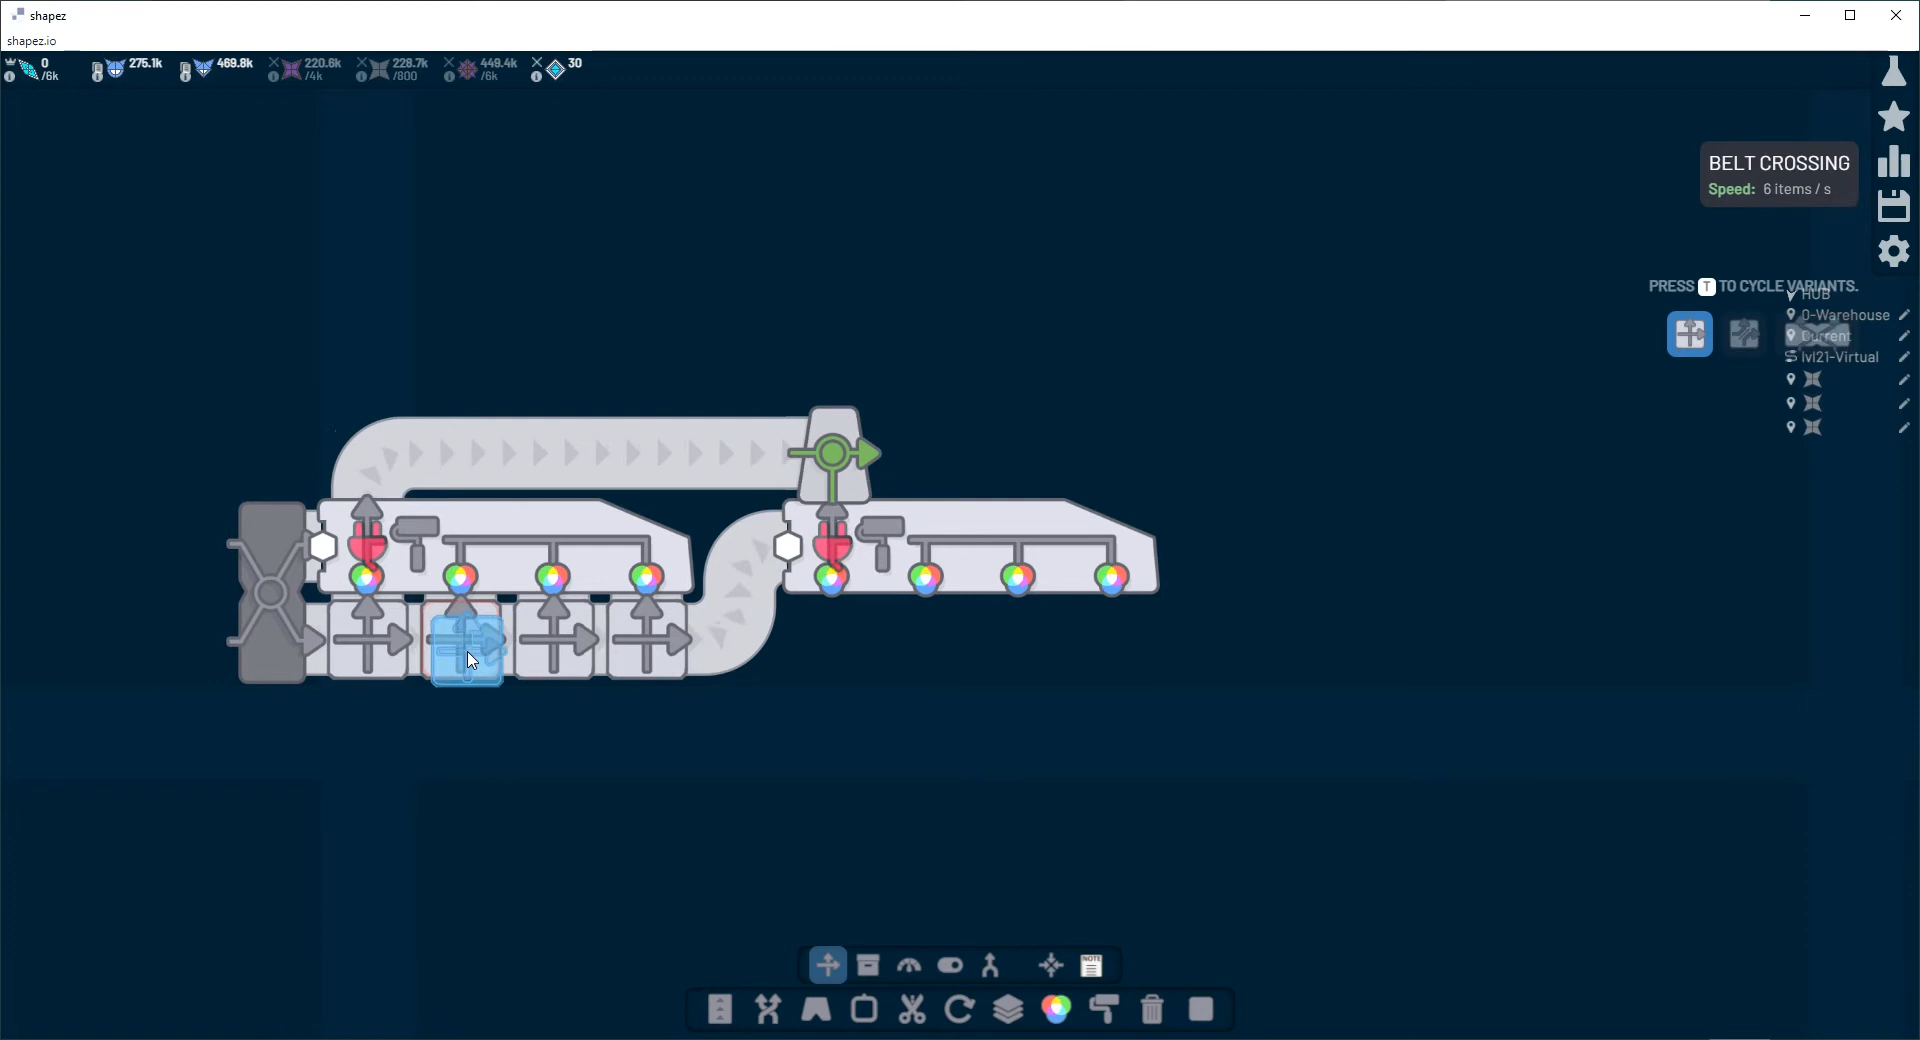 shapez
shapez.io
0
/6k
275.1k
469.8k
220.6k
/4k
228.7k
/800
449.4k
/6k
30
BELT CROSSING
Speed: 6 items / s
PRESS T TO CYCLE VARIANTS.
HUB
0-Warehouse
Current
lvl21-Virtual
NOTE